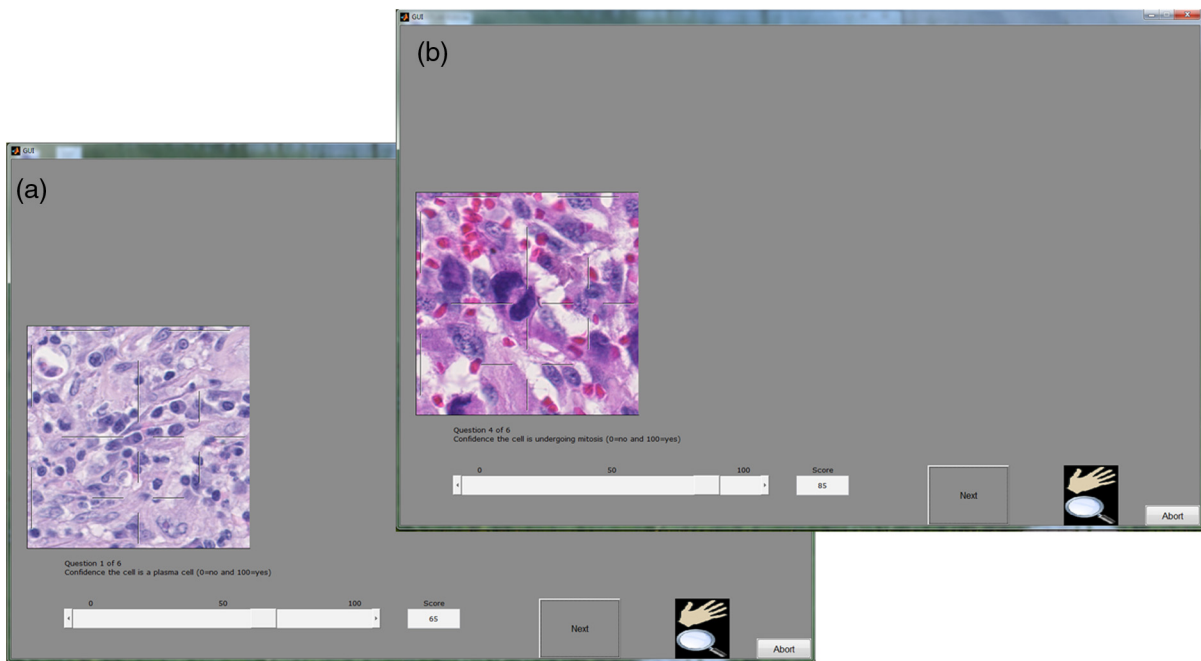 GUI
(b)
Question 4 of 6
Confidence the cell is undergoing mitosis (0=no and 100=yes)
0 50 100 Score
85
Next
Abort
GUI
(a)
Question 1 of 6
Confidence the cell is a plasma cell (0=no and 100=yes)
0 50 100 Score
65
Next
Abort